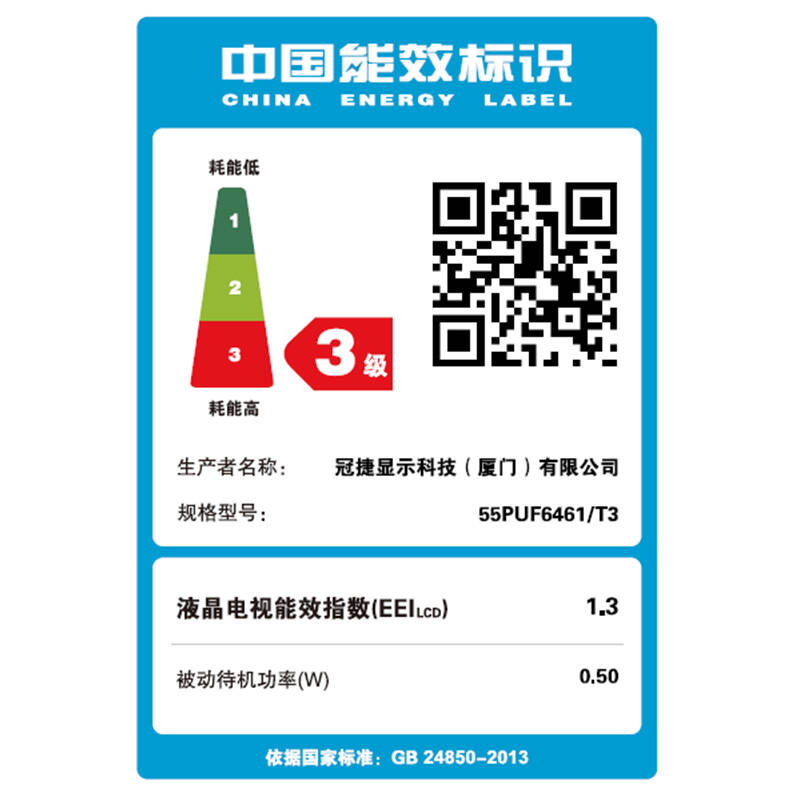 中国能效标识
CHINA ENERGY LABEL
耗能低
1
2
3
3级
耗能高
生产者名称： 冠捷显示科技（厦门）有限公司
规格型号： 55PUF6461/T3
液晶电视能效指数(EEILCD) 1.3
被动待机功率(W) 0.50
依据国家标准：GB 24850-2013